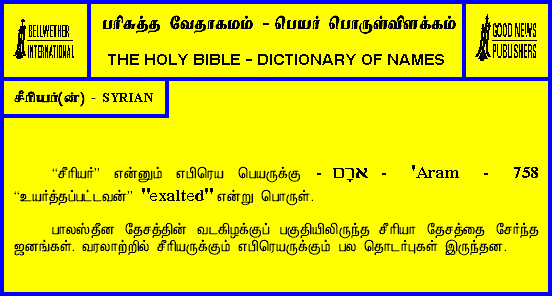 BELLWETHER
INTERNATIONAL
பரிசுத்த வேதாகமம் - பெயர் பொருள்விளக்கம்
THE HOLY BIBLE - DICTIONARY OF NAMES
GOOD NEWS
PUBLISHERS
சீரியர்(ன்) - SYRIAN
“சீரியர்” என்னும் எபிரெய பெயருக்கு - אֲרָם - 'Aram - 758
“உயர்த்தப்பட்டவன்” "exalted" என்று பொருள்.
பாலஸ்தீன தேசத்தின் வடகிழக்குப் பகுதியிலிருந்த சீரியா தேசத்தை சேர்ந்த
ஜனங்கள். வரலாற்றில் சீரியருக்கும் எபிரெயருக்கும் பல தொடர்புகள் இருந்தன.